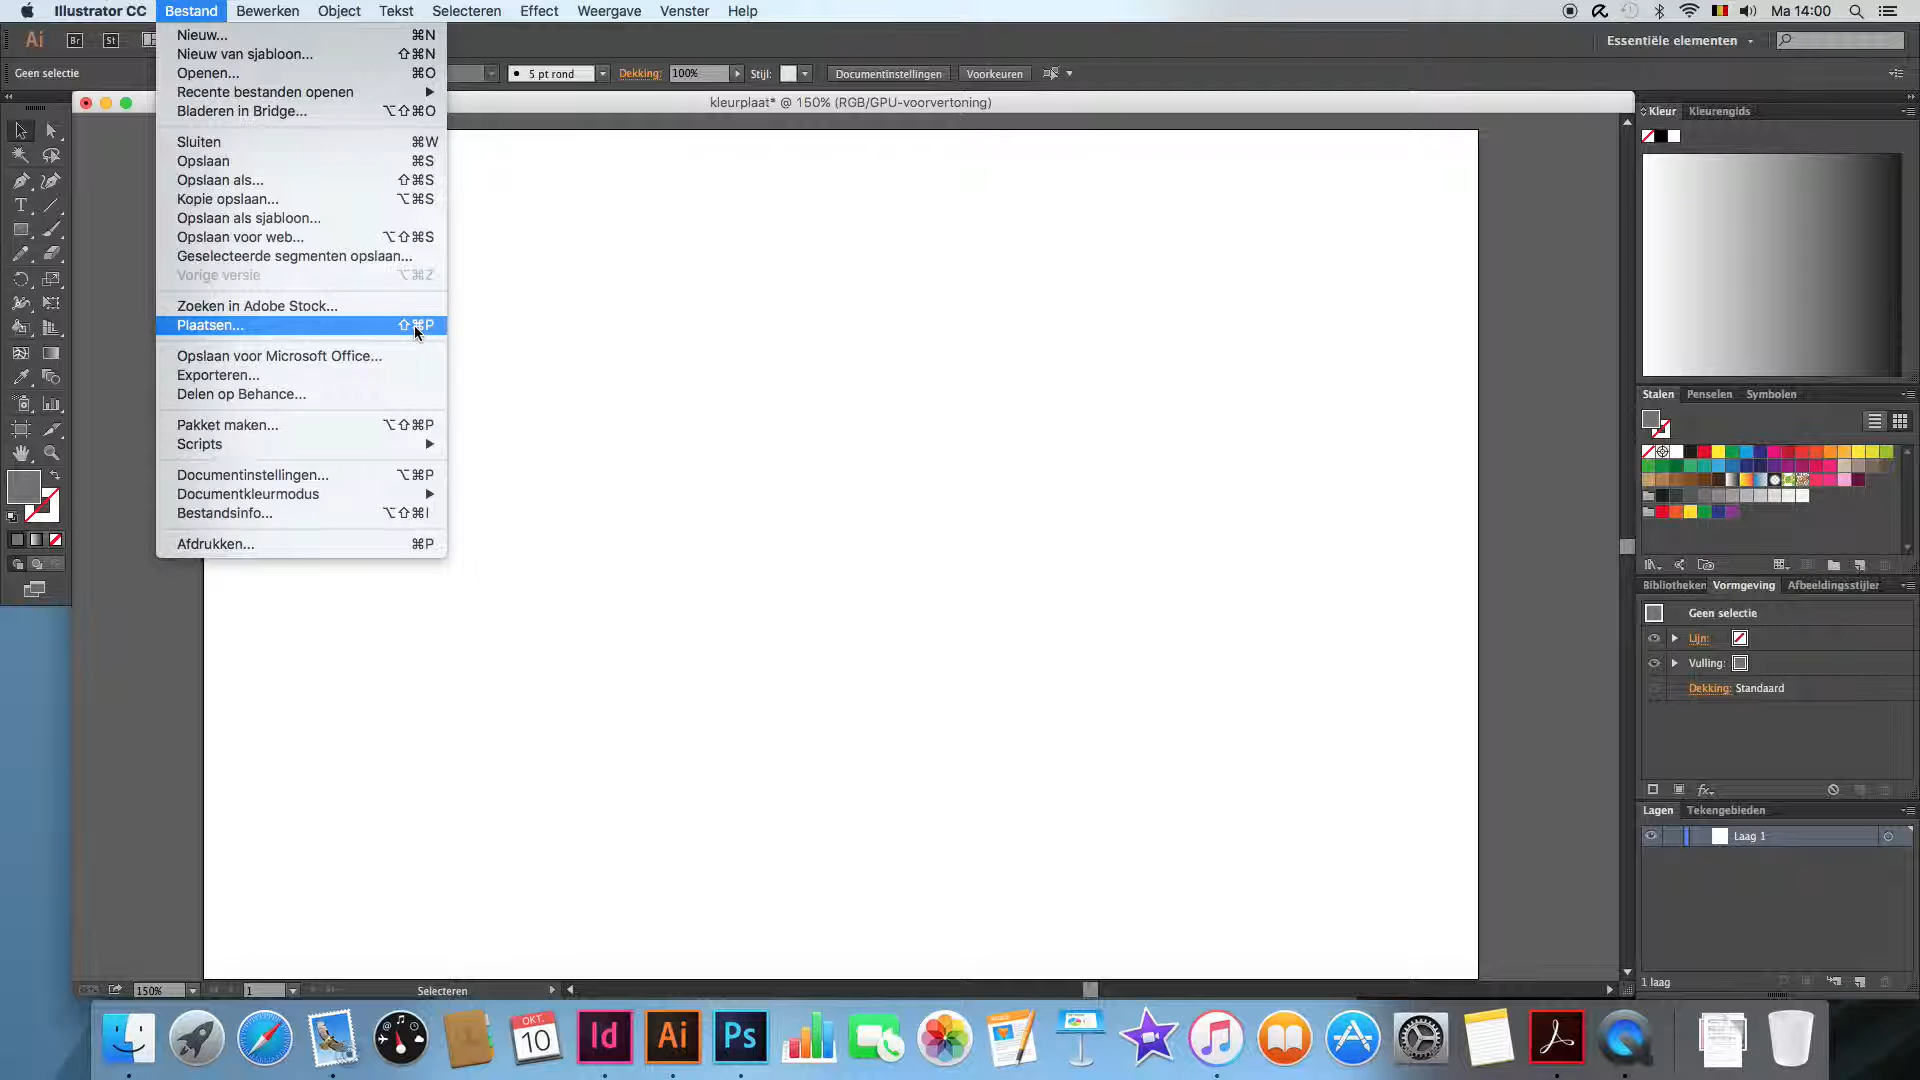 Illustrator CC Bestand Bewerken Object Tekst Selecteren Effect Weergave Venster Help Ma 14:00
Ai Br St Essentiële elementen
Geen selectie 5 pt rond Dekking: 100% Stijl: Documentinstellingen Voorkeuren
kleurplaat* @ 150% (RGB/GPU-voorvertoning)
Nieuw... ⌘N
Nieuw van sjabloon... ⇧⌘N
Openen... ⌘O
Recente bestanden openen
Bladeren in Bridge... ⌥⇧⌘O
Sluiten ⌘W
Opslaan ⌘S
Opslaan als... ⇧⌘S
Kopie opslaan... ⌥⌘S
Opslaan als sjabloon...
Opslaan voor web... ⌥⇧⌘S
Geselecteerde segmenten opslaan...
Vorige versie ⌥⌘Z
Zoeken in Adobe Stock...
Plaatsen... ⇧⌘P
Opslaan voor Microsoft Office...
Exporteren...
Delen op Behance...
Pakket maken... ⌥⇧⌘P
Scripts
Documentinstellingen... ⌥⌘P
Documentkleurmodus
Bestandsinfo... ⌥⇧⌘I
Afdrukken... ⌘P
Kleur Kleurengids
Stalen Penselen Symbolen
Bibliotheken Vormgeving Afbeeldingsstijler
Geen selectie
Lijn:
Vulling:
Dekking: Standaard
fx
Lagen Tekengebieden
Laag 1
1 laag
150% 1 Selecteren
OKT.
10
Id Ai Ps